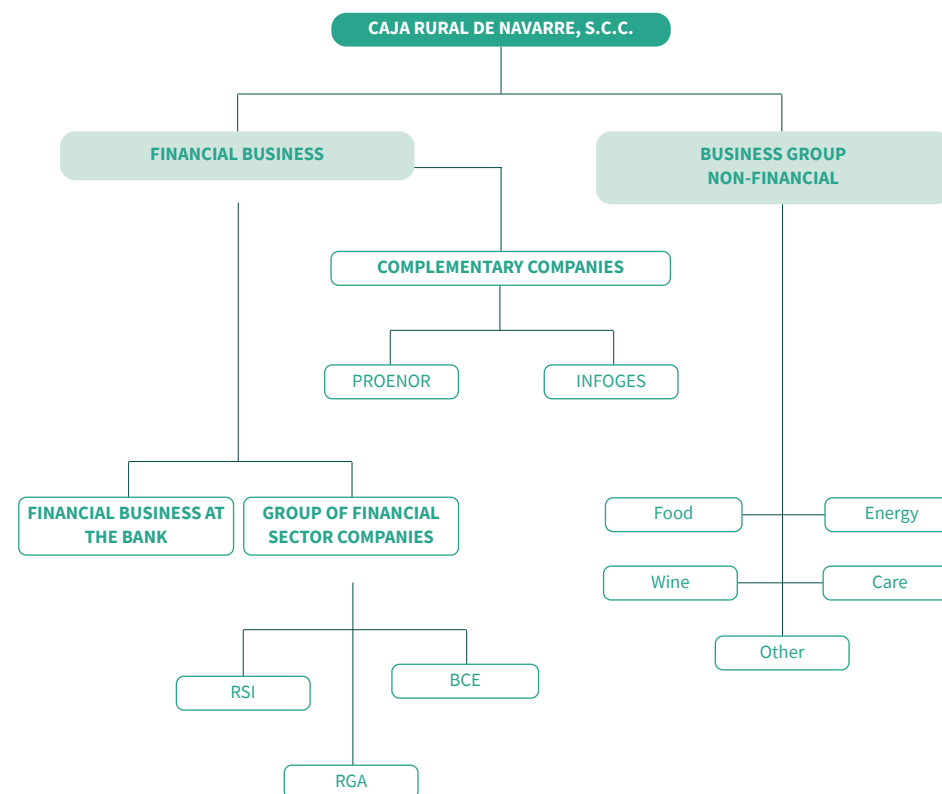 CAJA RURAL DE NAVARRE, S.C.C.
FINANCIAL BUSINESS
BUSINESS GROUP
NON-FINANCIAL
COMPLEMENTARY COMPANIES
PROENOR
INFOGES
FINANCIAL BUSINESS AT
THE BANK
GROUP OF FINANCIAL
SECTOR COMPANIES
Food
Energy
Wine
Care
Other
RSI
BCE
RGA